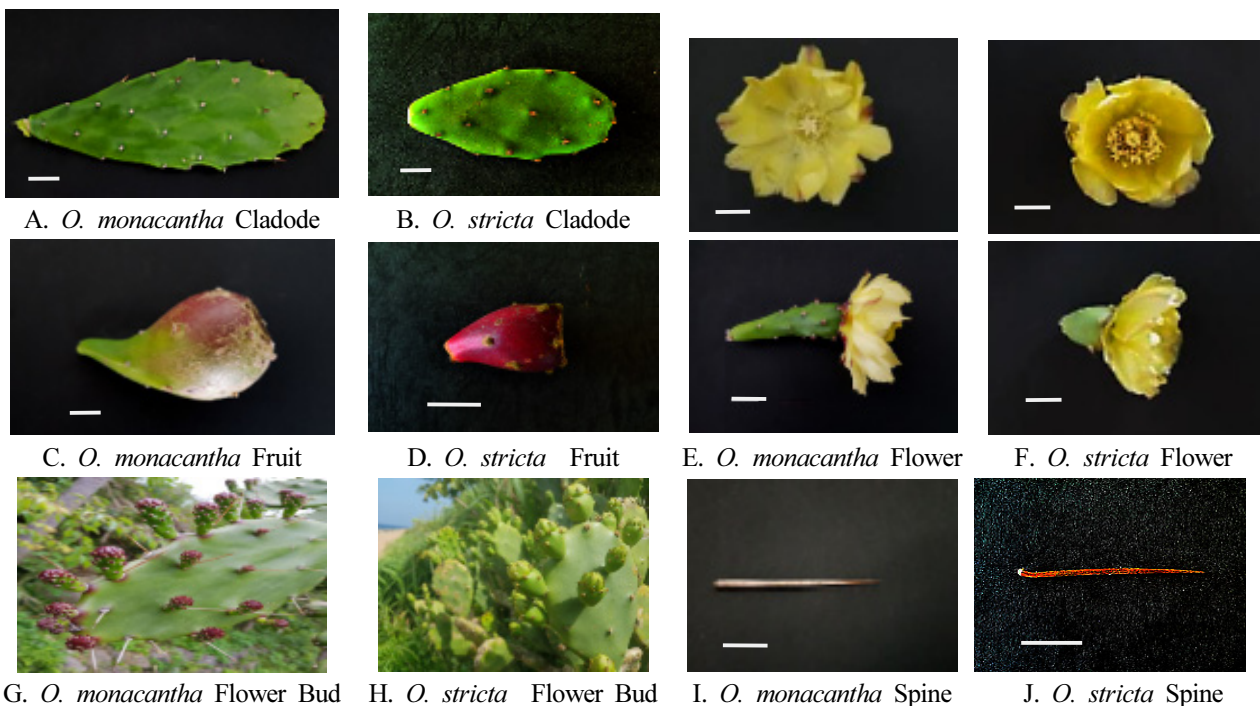 A. O. monacantha Cladode
B. O. stricta Cladode
C. O. monacantha Fruit
D. O. stricta Fruit
E. O. monacantha Flower
F. O. stricta Flower
G. O. monacantha Flower Bud
H. O. stricta Flower Bud
I. O. monacantha Spine
J. O. stricta Spine